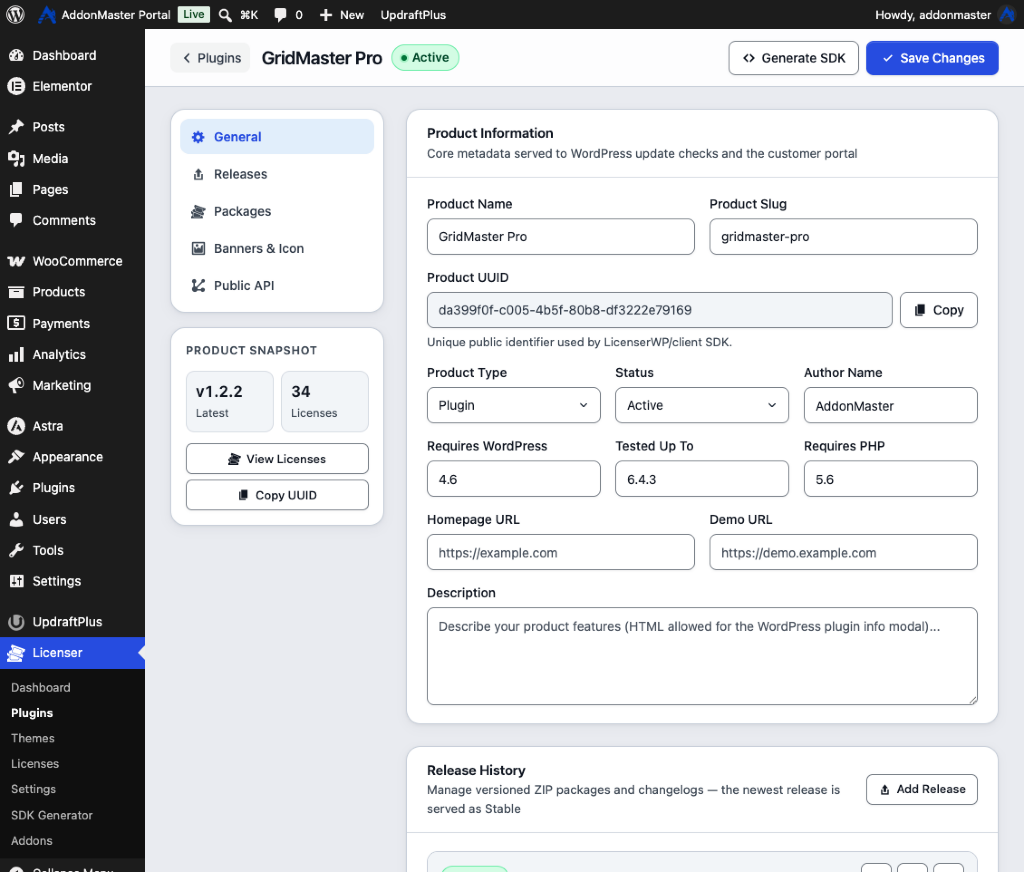 AddonMaster Portal Live ⌘K 0 New UpdraftPlus Howdy, addonmaster
Dashboard
Elementor
Posts
Media
Pages
Comments
WooCommerce
Products
Payments
Analytics
Marketing
Astra
Appearance
Plugins
Users
Tools
Settings
UpdraftPlus
Licenser
Dashboard
Plugins
Themes
Licenses
Settings
SDK Generator
Addons
Collapse Menu
Plugins GridMaster Pro Active Generate SDK Save Changes
General
Releases
Packages
Banners & Icon
Public API
PRODUCT SNAPSHOT
v1.2.2 34
Latest Licenses
View Licenses
Copy UUID
Product Information
Core metadata served to WordPress update checks and the customer portal
Product Name Product Slug
GridMaster Pro gridmaster-pro
Product UUID
da399f0f-c005-4b5f-80b8-df3222e79169 Copy
Unique public identifier used by LicenserWP/client SDK.
Product Type Status Author Name
Plugin Active AddonMaster
Requires WordPress Tested Up To Requires PHP
4.6 6.4.3 5.6
Homepage URL Demo URL
https://example.com https://demo.example.com
Description
Describe your product features (HTML allowed for the WordPress plugin info modal)...
Release History
Manage versioned ZIP packages and changelogs — the newest release is
served as Stable
Add Release